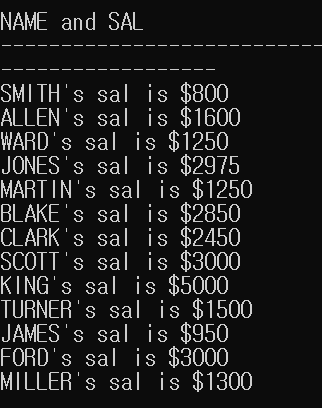 NAME and SAL
---------------------------
------------------
SMITH's sal is $800
ALLEN's sal is $1600
WARD's sal is $1250
JONES's sal is $2975
MARTIN's sal is $1250
BLAKE's sal is $2850
CLARK's sal is $2450
SCOTT's sal is $3000
KING's sal is $5000
TURNER's sal is $1500
JAMES's sal is $950
FORD's sal is $3000
MILLER's sal is $1300